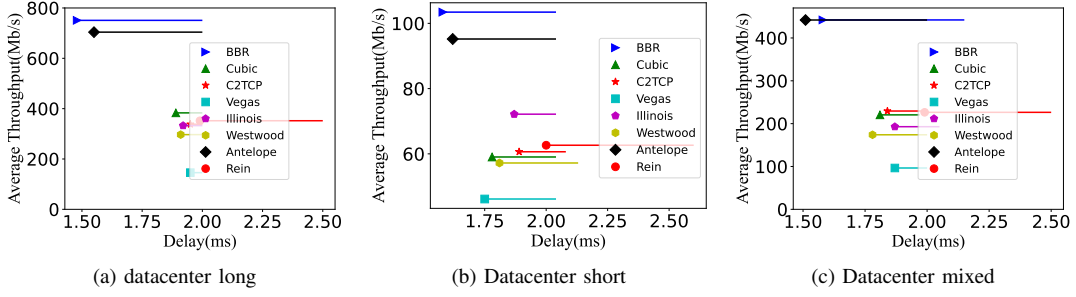 Average Throughput(Mb/s)
800
600
400
200
0
1.50
1.75
2.00
2.25
2.50
Delay(ms)
BBR
Cubic
C2TCP
Vegas
Illinois
Westwood
Antelope
Rein
(a) datacenter long
Average Throughput(Mb/s)
100
80
60
1.75
2.00
2.25
2.50
Delay(ms)
BBR
Cubic
C2TCP
Vegas
Illinois
Westwood
Antelope
Rein
(b) Datacenter short
Average Throughput(Mb/s)
400
300
200
100
0
1.50
1.75
2.00
2.25
2.50
Delay(ms)
BBR
Cubic
C2TCP
Vegas
Illinois
Westwood
Antelope
Rein
(c) Datacenter mixed